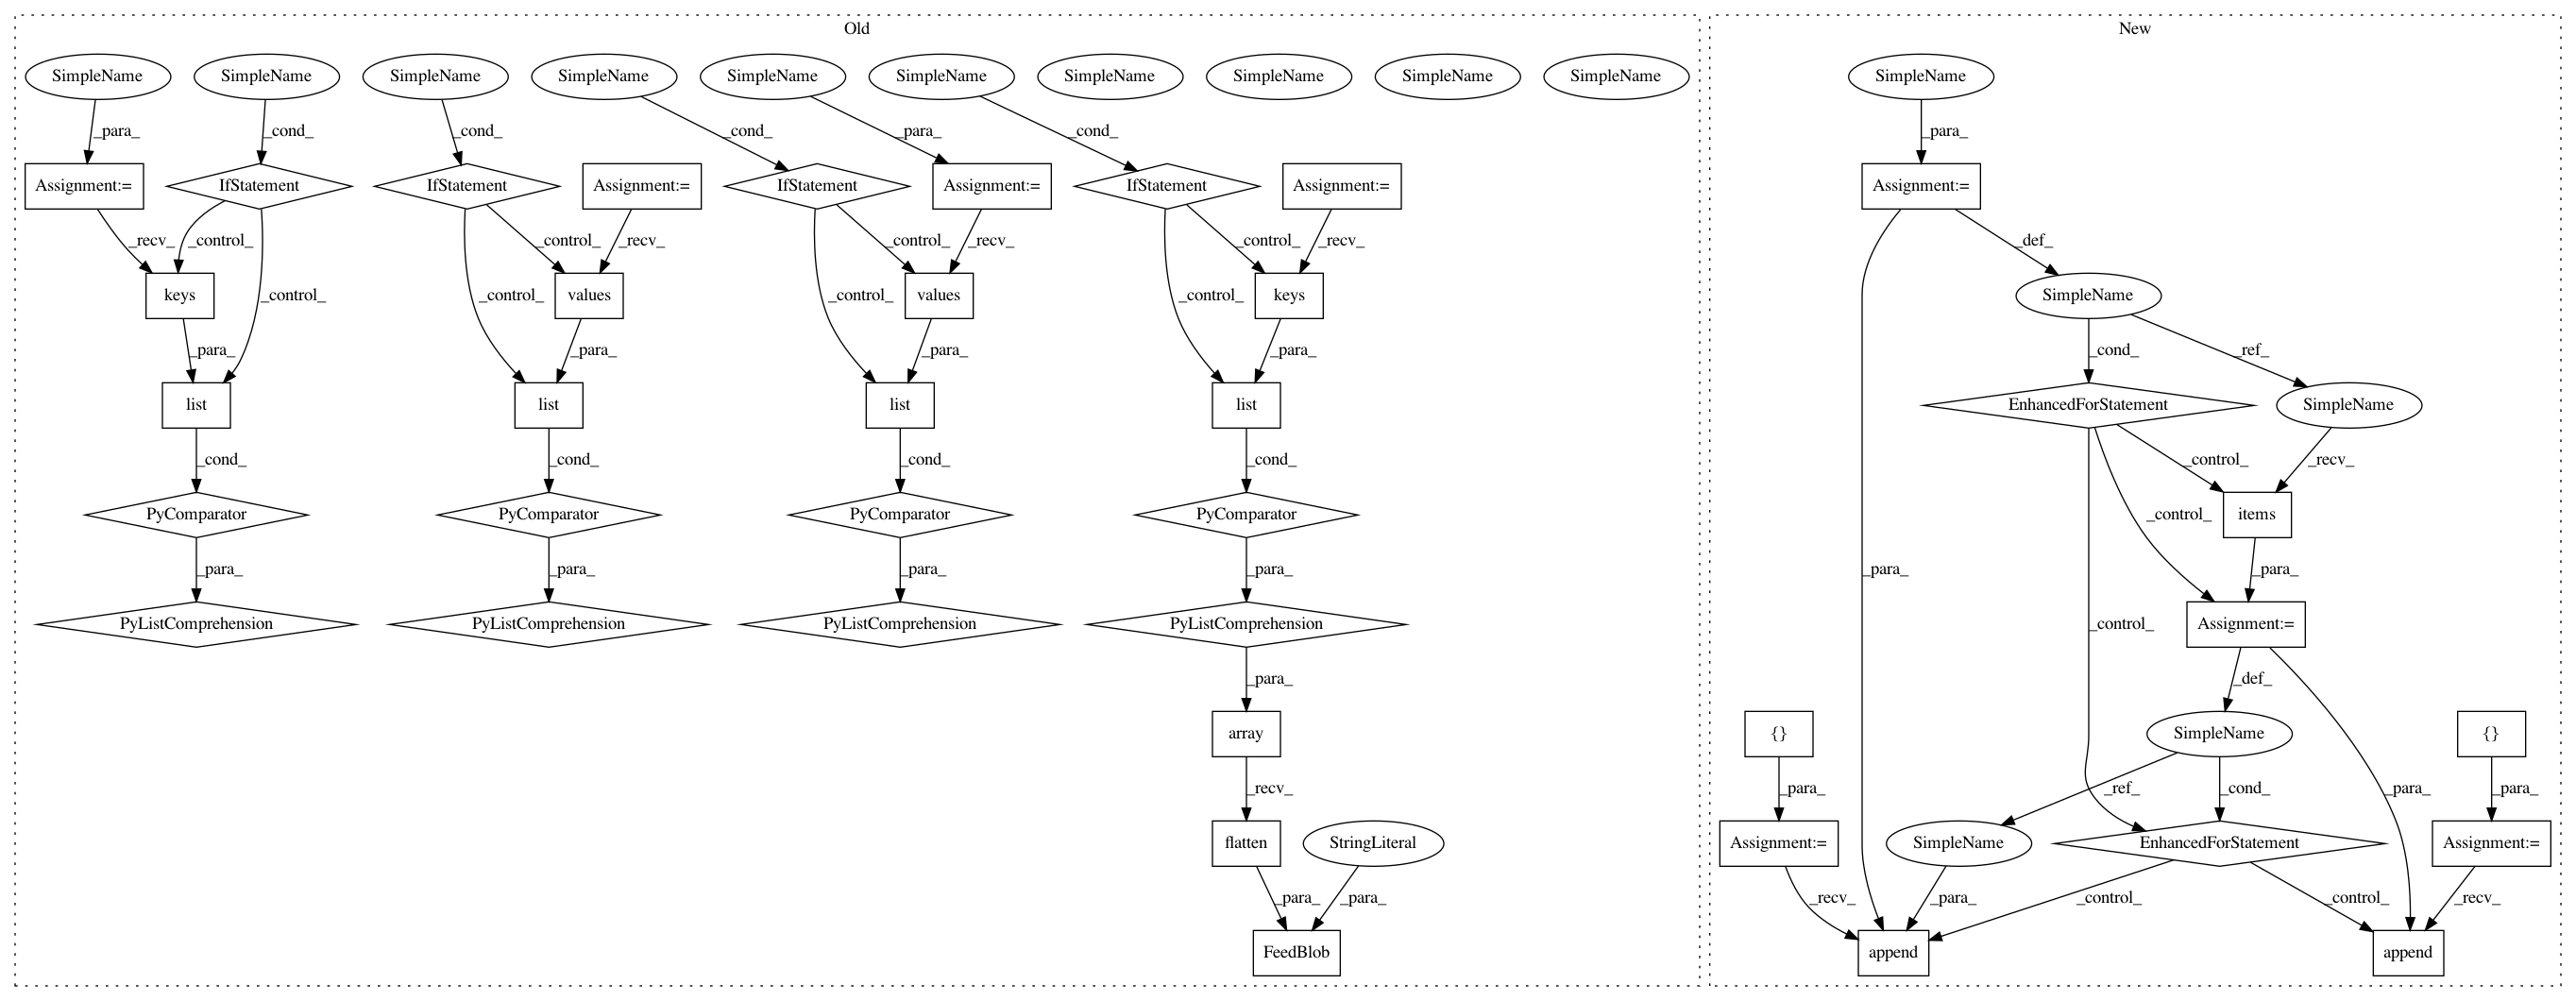 Old
New
SimpleName SimpleName SimpleName SimpleName SimpleName SimpleName SimpleName SimpleName SimpleName SimpleName SimpleName
_para_ _cond_ _cond_ _cond_ _para_ _cond_ _para_
Assignment:= IfStatement IfStatement Assignment:= IfStatement Assignment:= IfStatement Assignment:= Assignment:=
_recv_ _control_ _control_ _recv_ _control_ _recv_ _control_ _recv_ _def_
keys _control_ _control_ values _control_ values _control_ keys SimpleName
_para_ _para_ _para_ _para_ _cond_ _ref_
list list list list EnhancedForStatement SimpleName
_cond_ _cond_ _cond_ _cond_ _control_ _recv_
PyComparator PyComparator PyComparator PyComparator _control_ items
_para_ _para_ _para_ _para_ _para_ _para_
PyListComprehension PyListComprehension PyListComprehension PyListComprehension _control_ Assignment:=
_para_ _def_
array {} SimpleName {}
_recv_ _para_ _ref_ _cond_ _para_ _para_
flatten StringLiteral Assignment:= SimpleName EnhancedForStatement Assignment:=
_para_ _para_ _recv_ _para_ _control_ _control_ _recv_
FeedBlob append append